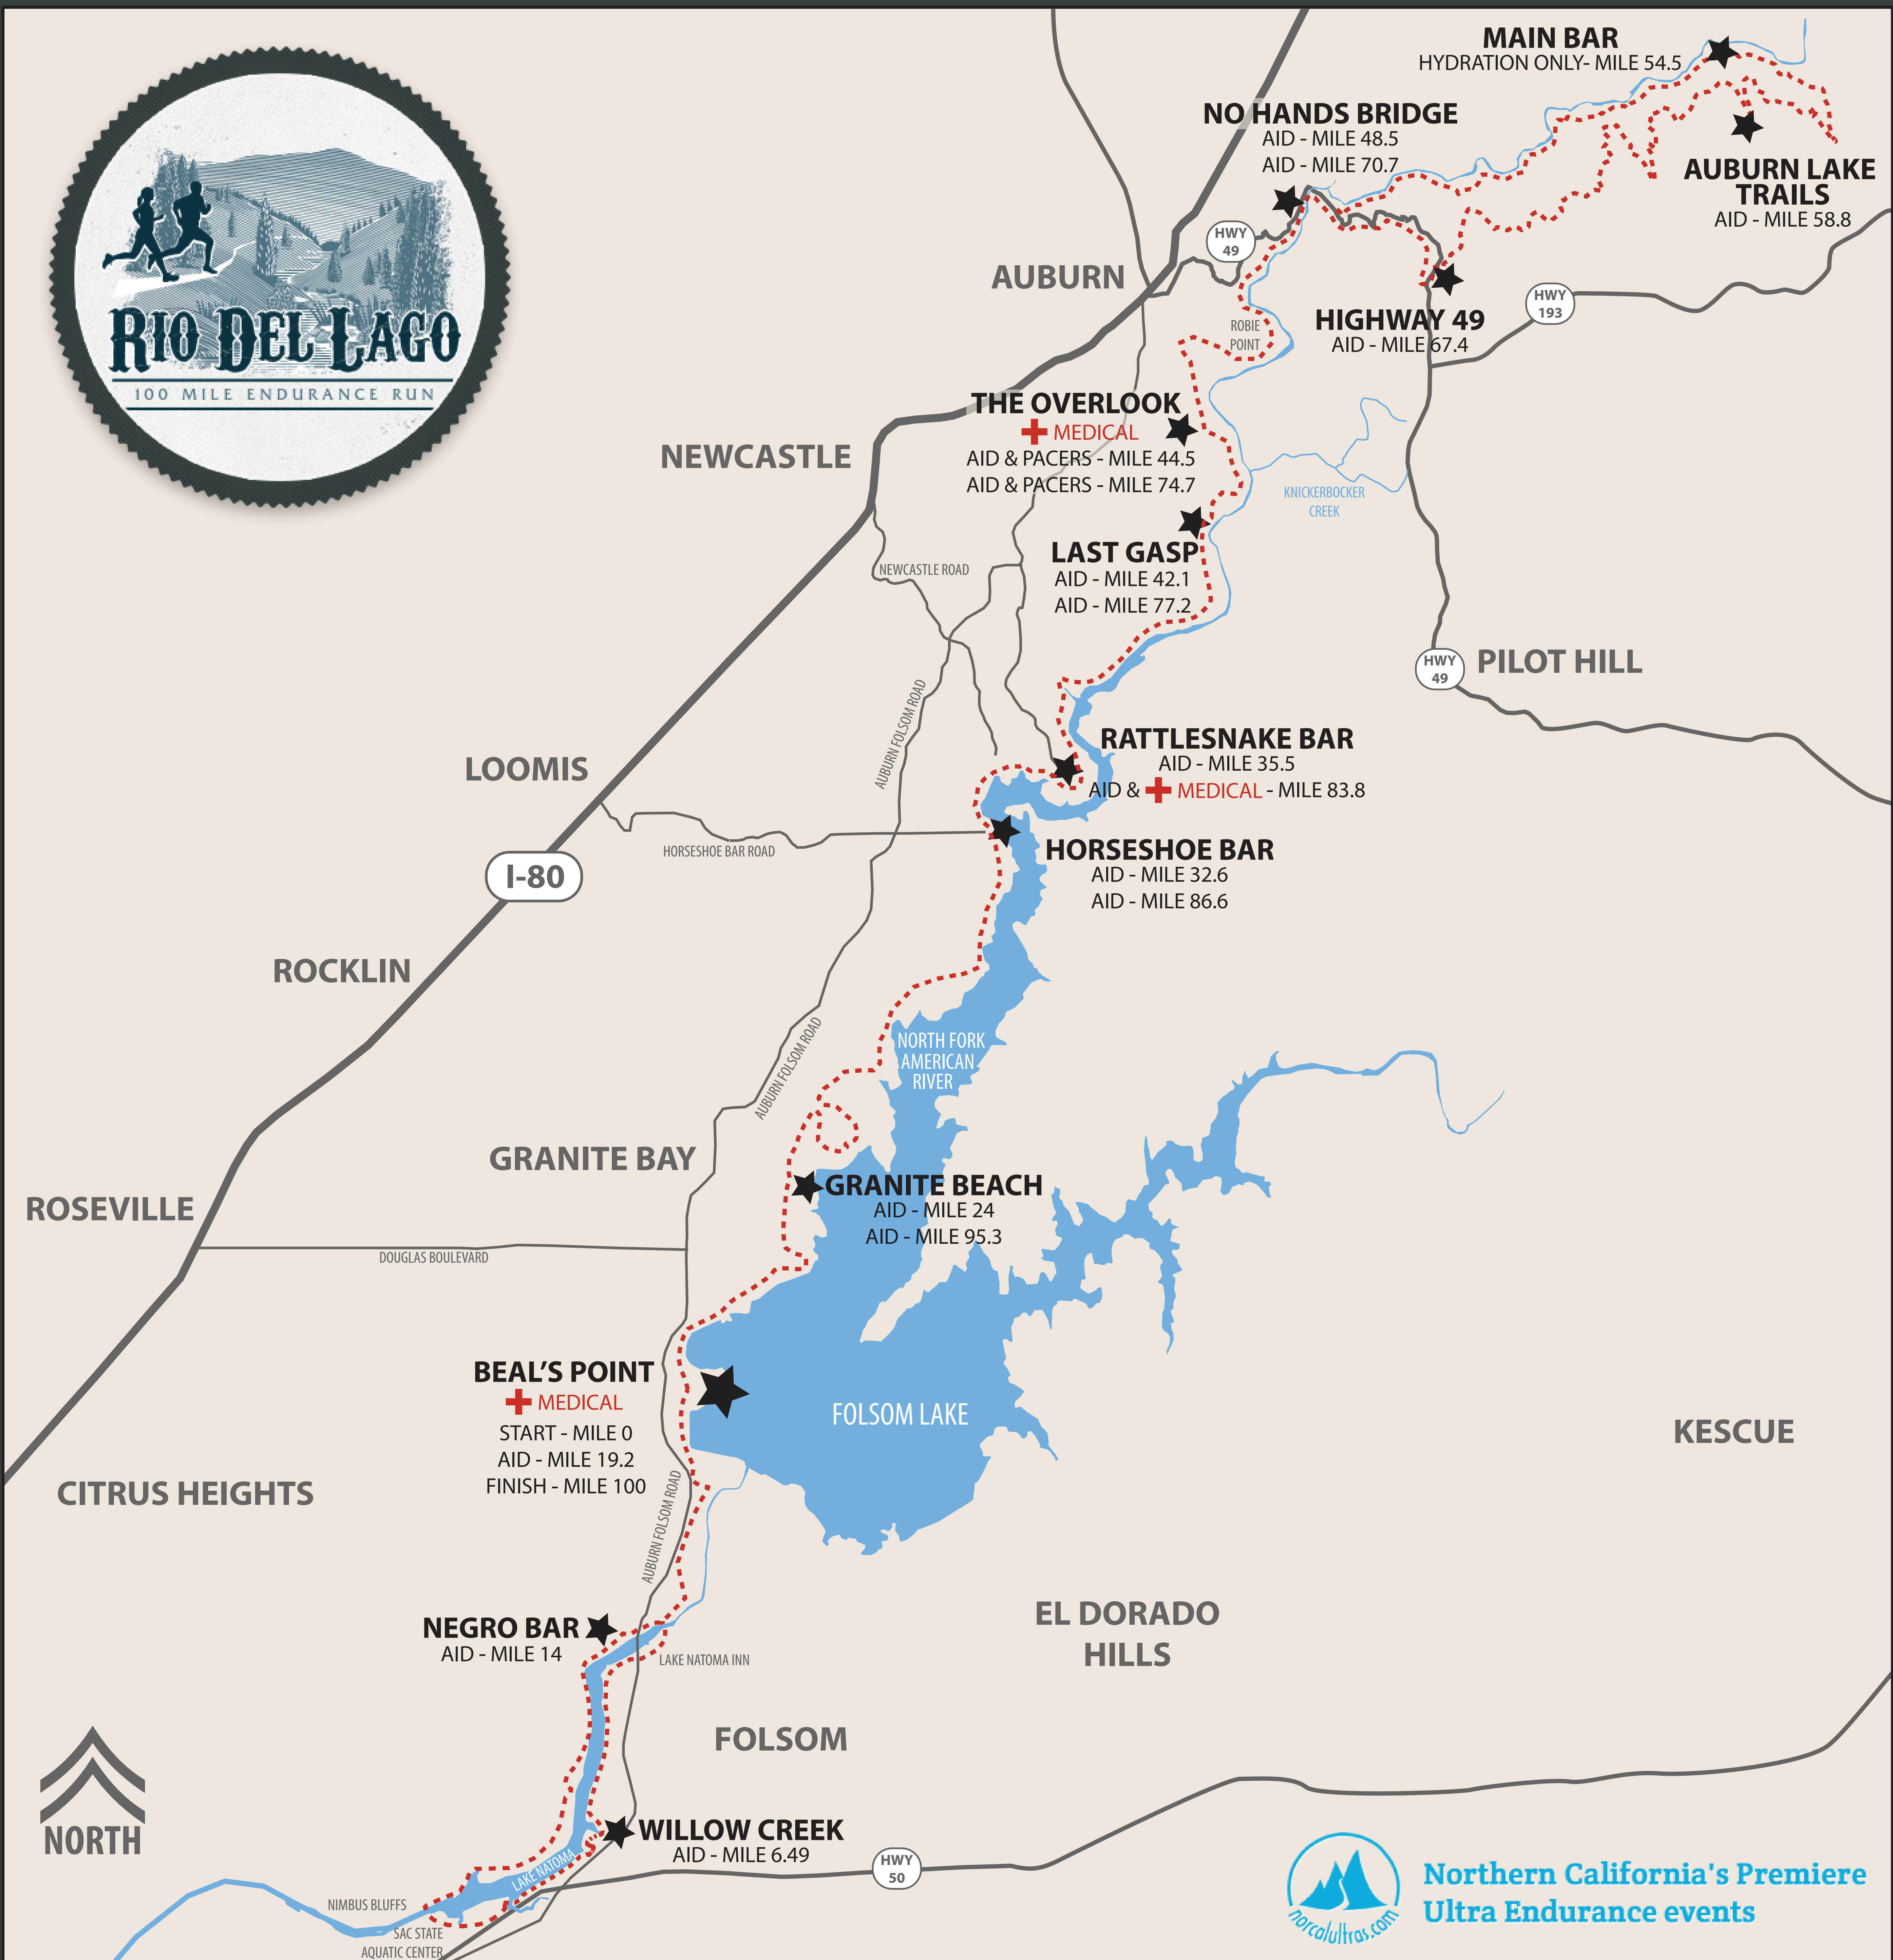 MAIN BAR
HYDRATION ONLY- MILE 54.5
NO HANDS BRIDGE
AID - MILE 48.5
AID - MILE 70.7
AUBURN LAKE
TRAILS
AID - MILE 58.8
HWY
49
AUBURN
HWY
193
HIGHWAY 49
AID - MILE 67.4
ROBIE
POINT
RIO DEL LAGO
100 MILE ENDURANCE RUN
THE OVERLOOK
MEDICAL
AID & PACERS - MILE 44.5
AID & PACERS - MILE 74.7
NEWCASTLE
KNICKERBOCKER
CREEK
LAST GASP
AID - MILE 42.1
AID - MILE 77.2
NEWCASTLE ROAD
HWY
49
PILOT HILL
AUBURN FOLSOM ROAD
RATTLESNAKE BAR
AID - MILE 35.5
AID & MEDICAL - MILE 83.8
LOOMIS
HORSESHOE BAR ROAD
HORSESHOE BAR
AID - MILE 32.6
AID - MILE 86.6
I-80
ROCKLIN
NORTH FORK
AMERICAN
RIVER
AUBURN FOLSOM ROAD
GRANITE BAY
GRANITE BEACH
AID - MILE 24
AID - MILE 95.3
ROSEVILLE
DOUGLAS BOULEVARD
BEAL'S POINT
MEDICAL
START - MILE 0
AID - MILE 19.2
FINISH - MILE 100
FOLSOM LAKE
KESCUE
CITRUS HEIGHTS
AUBURN FOLSOM ROAD
EL DORADO
HILLS
NEGRO BAR
AID - MILE 14
LAKE NATOMA INN
FOLSOM
NORTH
WILLOW CREEK
AID - MILE 6.49
HWY
50
LAKE NATOMA
NIMBUS BLUFFS
SAC STATE
AQUATIC CENTER
norcalultras.com
Northern California's Premiere
Ultra Endurance events